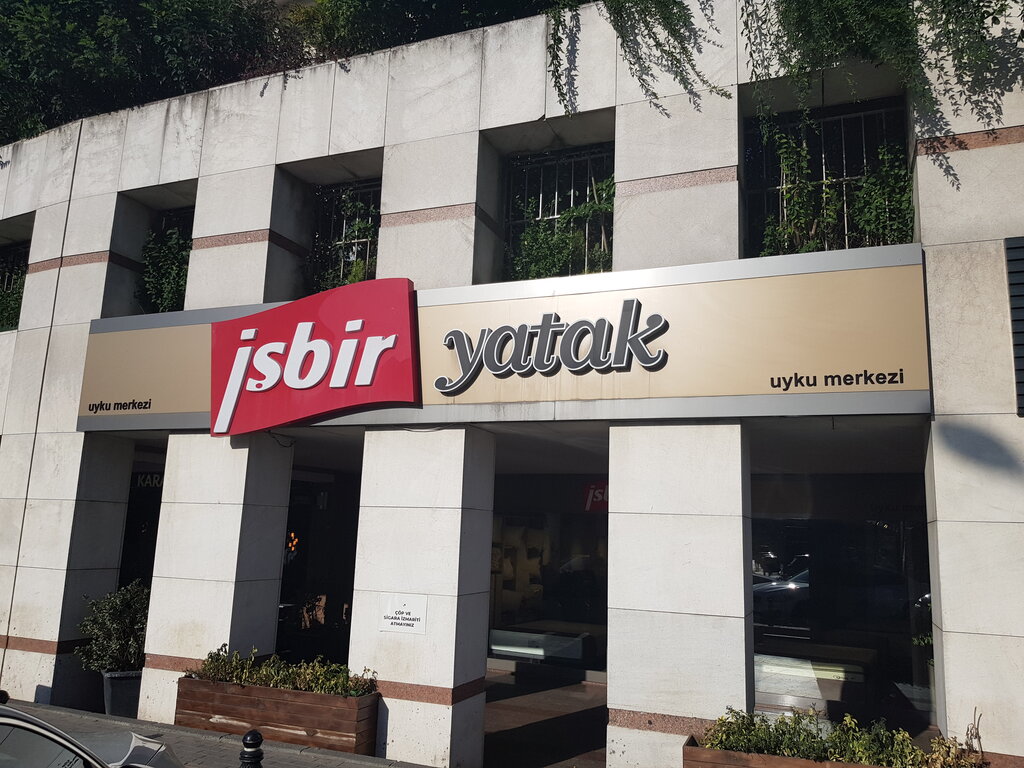 işbir
yatak
uyku merkezi
uyku merkezi
ÇÖP VE
SİGARA İZMARİTİ
ATMAYINIZ